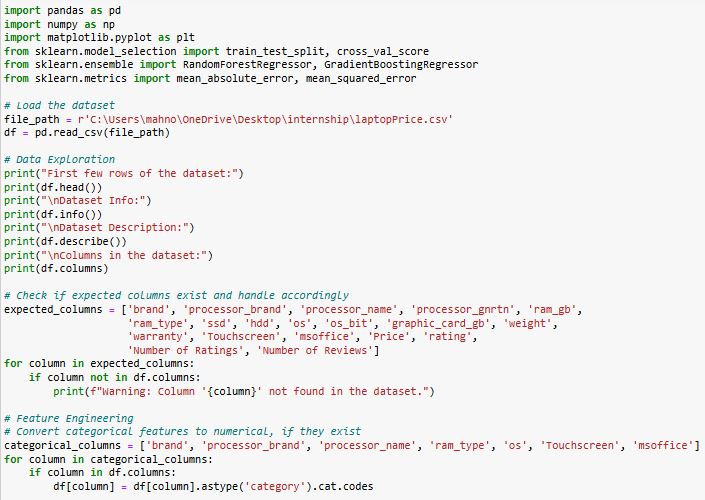 import pandas as pd
import numpy as np
import matplotlib.pyplot as plt
from sklearn.model_selection import train_test_split, cross_val_score
from sklearn.ensemble import RandomForestRegressor, GradientBoostingRegressor
from sklearn.metrics import mean_absolute_error, mean_squared_error

# Load the dataset
file_path = r'C:\Users\mahno\OneDrive\Desktop\internship\laptopPrice.csv'
df = pd.read_csv(file_path)

# Data Exploration
print("First few rows of the dataset:")
print(df.head())
print("\nDataset Info:")
print(df.info())
print("\nDataset Description:")
print(df.describe())
print("\nColumns in the dataset:")
print(df.columns)

# Check if expected columns exist and handle accordingly
expected_columns = ['brand', 'processor_brand', 'processor_name', 'processor_gnrtn', 'ram_gb',
                    'ram_type', 'ssd', 'hdd', 'os', 'os_bit', 'graphic_card_gb', 'weight',
                    'warranty', 'Touchscreen', 'msoffice', 'Price', 'rating',
                    'Number of Ratings', 'Number of Reviews']
for column in expected_columns:
    if column not in df.columns:
        print(f"Warning: Column '{column}' not found in the dataset.")

# Feature Engineering
# Convert categorical features to numerical, if they exist
categorical_columns = ['brand', 'processor_brand', 'processor_name', 'ram_type', 'os', 'Touchscreen', 'msoffice']
for column in categorical_columns:
    if column in df.columns:
        df[column] = df[column].astype('category').cat.codes